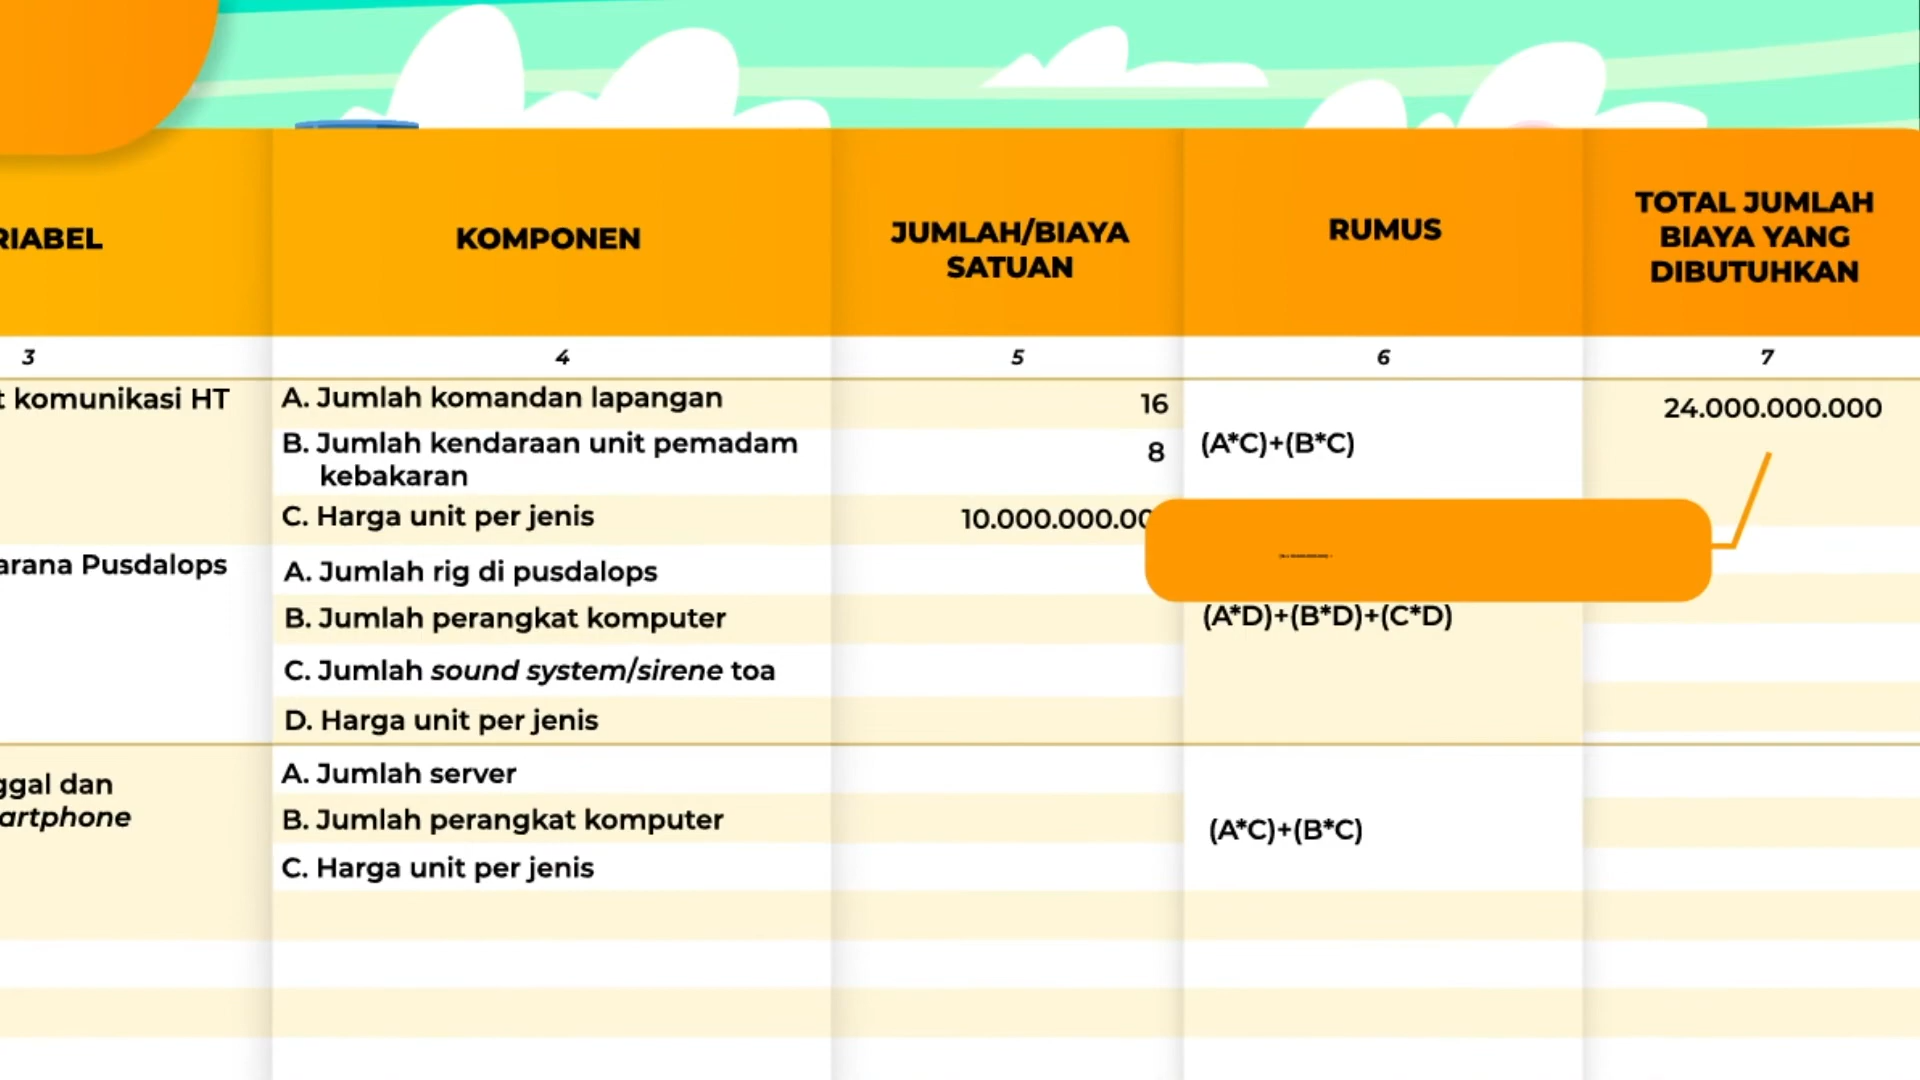 RIABEL
KOMPONEN
JUMLAH/BIAYA
SATUAN
RUMUS
TOTAL JUMLAH
BIAYA YANG
DIBUTUHKAN
3
4
5
6
7
t komunikasi HT
A. Jumlah komandan lapangan
16
24.000.000.000
B. Jumlah kendaraan unit pemadam
kebakaran
8
(A*C)+(B*C)
C. Harga unit per jenis
10.000.000.00
arana Pusdalops
A. Jumlah rig di pusdalops
B. Jumlah perangkat komputer
(A*D)+(B*D)+(C*D)
C. Jumlah sound system/sirene toa
D. Harga unit per jenis
ggal dan
artphone
A. Jumlah server
B. Jumlah perangkat komputer
(A*C)+(B*C)
C. Harga unit per jenis